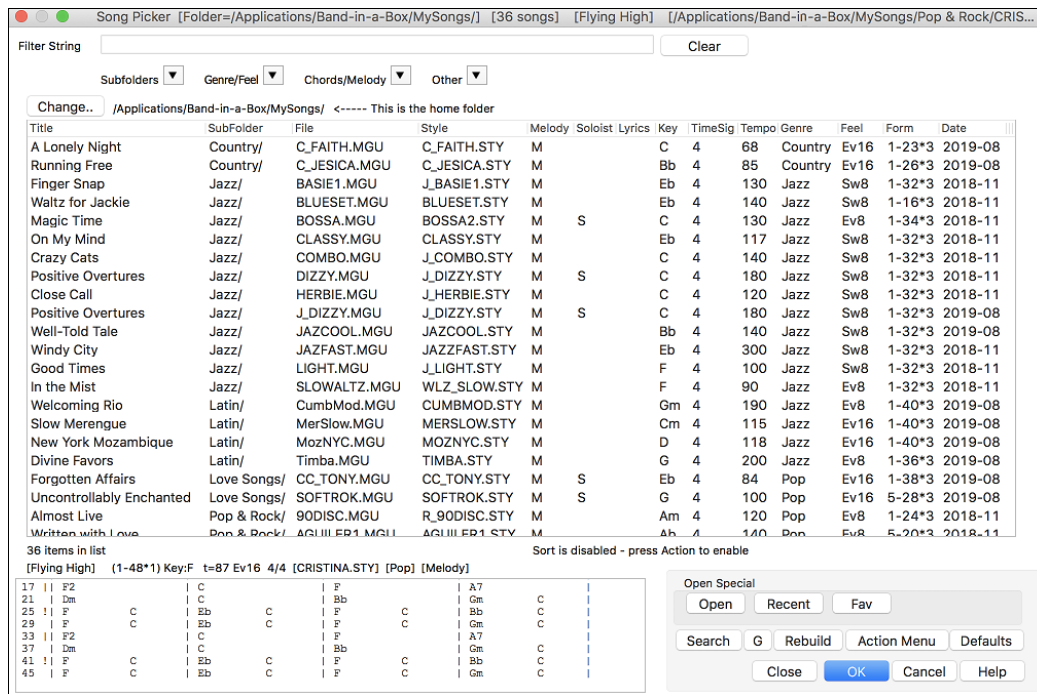 Song Picker [Folder=/Applications/Band-in-a-Box/MySongs/] [36 songs] [Flying High] [/Applications/Band-in-a-Box/MySongs/Pop & Rock/CRIS...
Filter String Clear
Subfolders ▼ Genre/Feel ▼ Chords/Melody ▼ Other ▼
Change.. /Applications/Band-in-a-Box/MySongs/ <----- This is the home folder
Title SubFolder File Style Melody Soloist Lyrics Key TimeSig Tempo Genre Feel Form Date
A Lonely Night Country/ C_FAITH.MGU C_FAITH.STY M C 4 68 Country Ev16 1-23*3 2019-08
Running Free Country/ C_JESICA.MGU C_JESICA.STY M Bb 4 85 Country Ev16 1-26*3 2019-08
Finger Snap Jazz/ BASIE1.MGU J_BASIE1.STY M Eb 4 130 Jazz Sw8 1-32*3 2018-11
Waltz for Jackie Jazz/ BLUESET.MGU BLUESET.STY M Eb 4 140 Jazz Sw8 1-16*3 2018-11
Magic Time Jazz/ BOSSA.MGU BOSSA2.STY M S C 4 130 Jazz Ev8 1-34*3 2018-11
On My Mind Jazz/ CLASSY.MGU CLASSY.STY M Eb 4 117 Jazz Sw8 1-32*3 2018-11
Crazy Cats Jazz/ COMBO.MGU J_COMBO.STY M C 4 140 Jazz Sw8 1-32*3 2018-11
Positive Overtures Jazz/ DIZZY.MGU J_DIZZY.STY M S C 4 180 Jazz Sw8 1-32*3 2018-11
Close Call Jazz/ HERBIE.MGU J_HERBIE.STY M C 4 120 Jazz Sw8 1-32*3 2018-11
Positive Overtures Jazz/ J_DIZZY.MGU J_DIZZY.STY M S C 4 180 Jazz Sw8 1-32*3 2019-08
Well-Told Tale Jazz/ JAZCOOL.MGU JAZCOOL.STY M Bb 4 140 Jazz Sw8 1-32*3 2019-08
Windy City Jazz/ JAZFAST.MGU JAZZFAST.STY M Eb 4 300 Jazz Sw8 1-32*3 2018-11
Good Times Jazz/ LIGHT.MGU J_LIGHT.STY M F 4 100 Jazz Sw8 1-32*3 2018-11
In the Mist Jazz/ SLOWALTZ.MGU WLZ_SLOW.STY M F 4 90 Jazz Ev8 1-32*3 2018-11
Welcoming Rio Latin/ CumbMod.MGU CUMBMOD.STY M Gm 4 190 Jazz Ev8 1-40*3 2019-08
Slow Merengue Latin/ MerSlow.MGU MERSLOW.STY M Cm 4 115 Jazz Ev16 1-40*3 2019-08
New York Mozambique Latin/ MozNYC.MGU MOZNYC.STY M D 4 118 Jazz Ev16 1-40*3 2019-08
Divine Favors Latin/ Timba.MGU TIMBA.STY M G 4 200 Jazz Ev8 1-36*3 2019-08
Forgotten Affairs Love Songs/ CC_TONY.MGU CC_TONY.STY M S Eb 4 84 Pop Ev16 1-38*3 2019-08
Uncontrollably Enchanted Love Songs/ SOFTROK.MGU SOFTROK.STY M S G 4 100 Pop Ev16 5-28*3 2019-08
Almost Live Pop & Rock/ 90DISC.MGU R_90DISC.STY M Am 4 120 Pop Ev8 1-24*3 2018-11
Written with Love Pop & Rock/ AGUILER1.MGU AGUILER1.STY M Ab 4 140 Pop Ev8 5-20*3 2018-11
36 items in list Sort is disabled - press Action to enable
[Flying High] (1-48*1) Key:F t=87 Ev16 4/4 [CRISTINA.STY] [Pop] [Melody]
17 || F2 | C | F | A7 |
21 | Dm | C | Bb | Gm C |
25 !| F C | Eb C | F C | Bb C |
29 | F C | Eb C | F C | Gm C |
33 || F2 | C | F | A7 |
37 | Dm | C | Bb | Gm C |
41 !| F C | Eb C | F C | Bb C |
45 | F C | Eb C | F C | Gm C |
Open Special
Open Recent Fav
Search G Rebuild Action Menu Defaults
Close OK Cancel Help